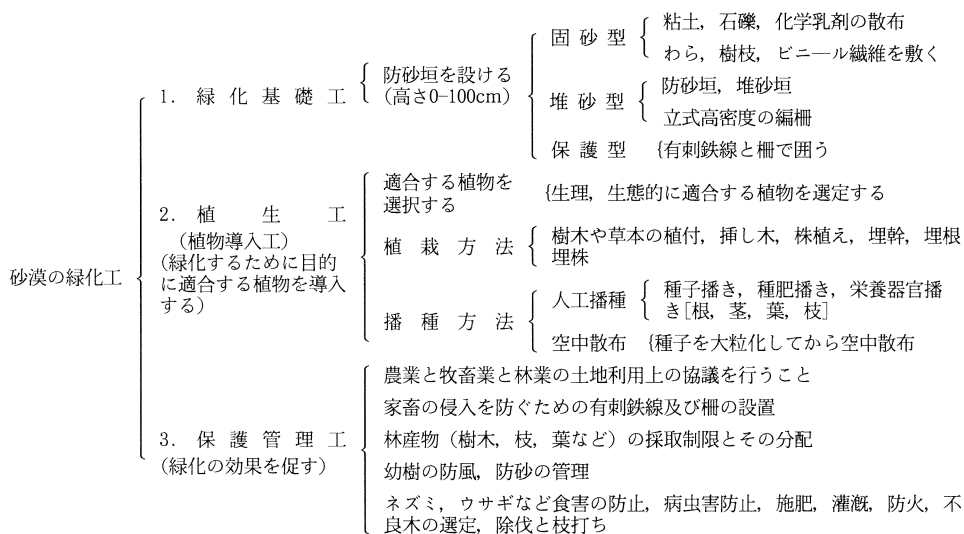 砂漠の緑化工
1. 緑化基礎工
防砂垣を設ける
(高さ0-100cm)
固砂型
粘土, 石礫, 化学乳剤の散布
わら, 樹枝, ビニール繊維を敷く
堆砂型
防砂垣, 堆砂垣
立式高密度の編柵
保護型
有刺鉄線と柵で囲う
2. 植生工
(植物導入工)
(緑化するために目的
に適合する植物を導入
する)
適合する植物を
選択する
生理, 生態的に適合する植物を選定する
植栽方法
樹木や草本の植付, 挿し木, 株植え, 埋幹, 埋根
埋株
播種方法
人工播種
種子播き, 種肥播き, 栄養器官播
き[根, 茎, 葉, 枝]
空中散布
種子を大粒化してから空中散布
3. 保護管理工
(緑化の効果を促す)
農業と牧畜業と林業の土地利用上の協議を行うこと
家畜の侵入を防ぐための有刺鉄線及び柵の設置
林産物(樹木, 枝, 葉など)の採取制限とその分配
幼樹の防風, 防砂の管理
ネズミ, ウサギなど食害の防止, 病虫害防止, 施肥, 灌漑, 防火, 不
良木の選定, 除伐と枝打ち